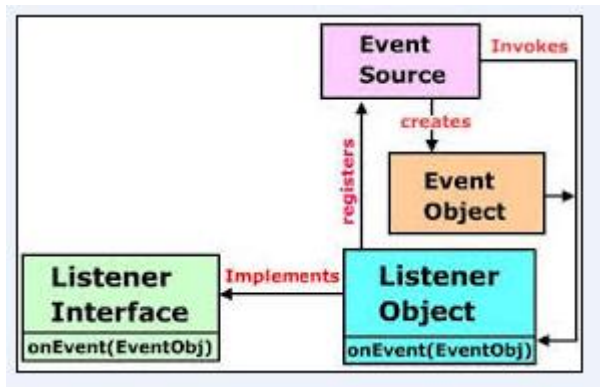 Event
Source
Invokes
creates
registers
Event
Object
Listener
Interface
onEvent(EventObj)
Implements
Listener
Object
onEvent(EventObj)